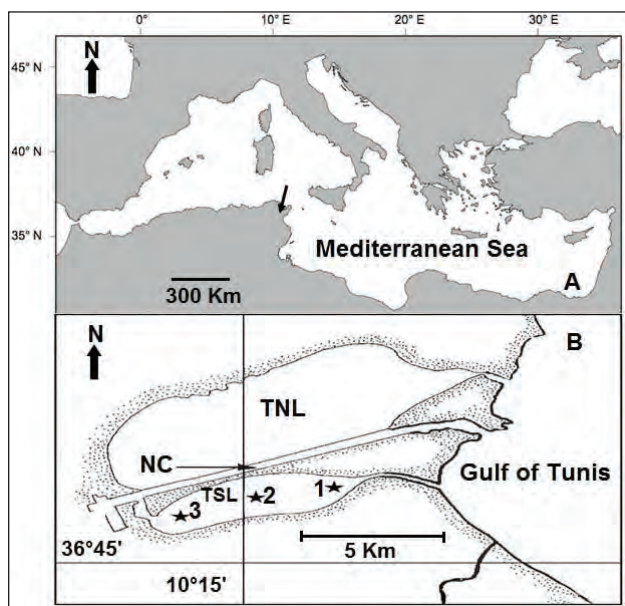 0° 10° E 20° E 30° E
N
45° N
40° N
35° N
Mediterranean Sea
300 Km
A
N
B
TNL
NC
Gulf of Tunis
TSL
1
2
3
5 Km
36°45'
10°15'